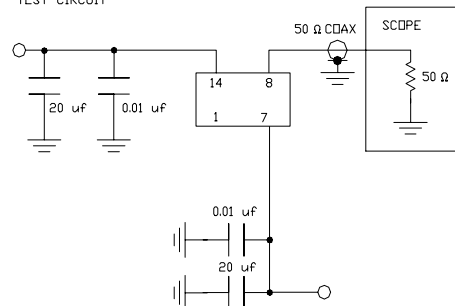 TEST CIRCUIT
50 Ω COAX
SCOPE
14 8
50 Ω
20 uf
0.01 uf
1 7
0.01 uf
20 uf